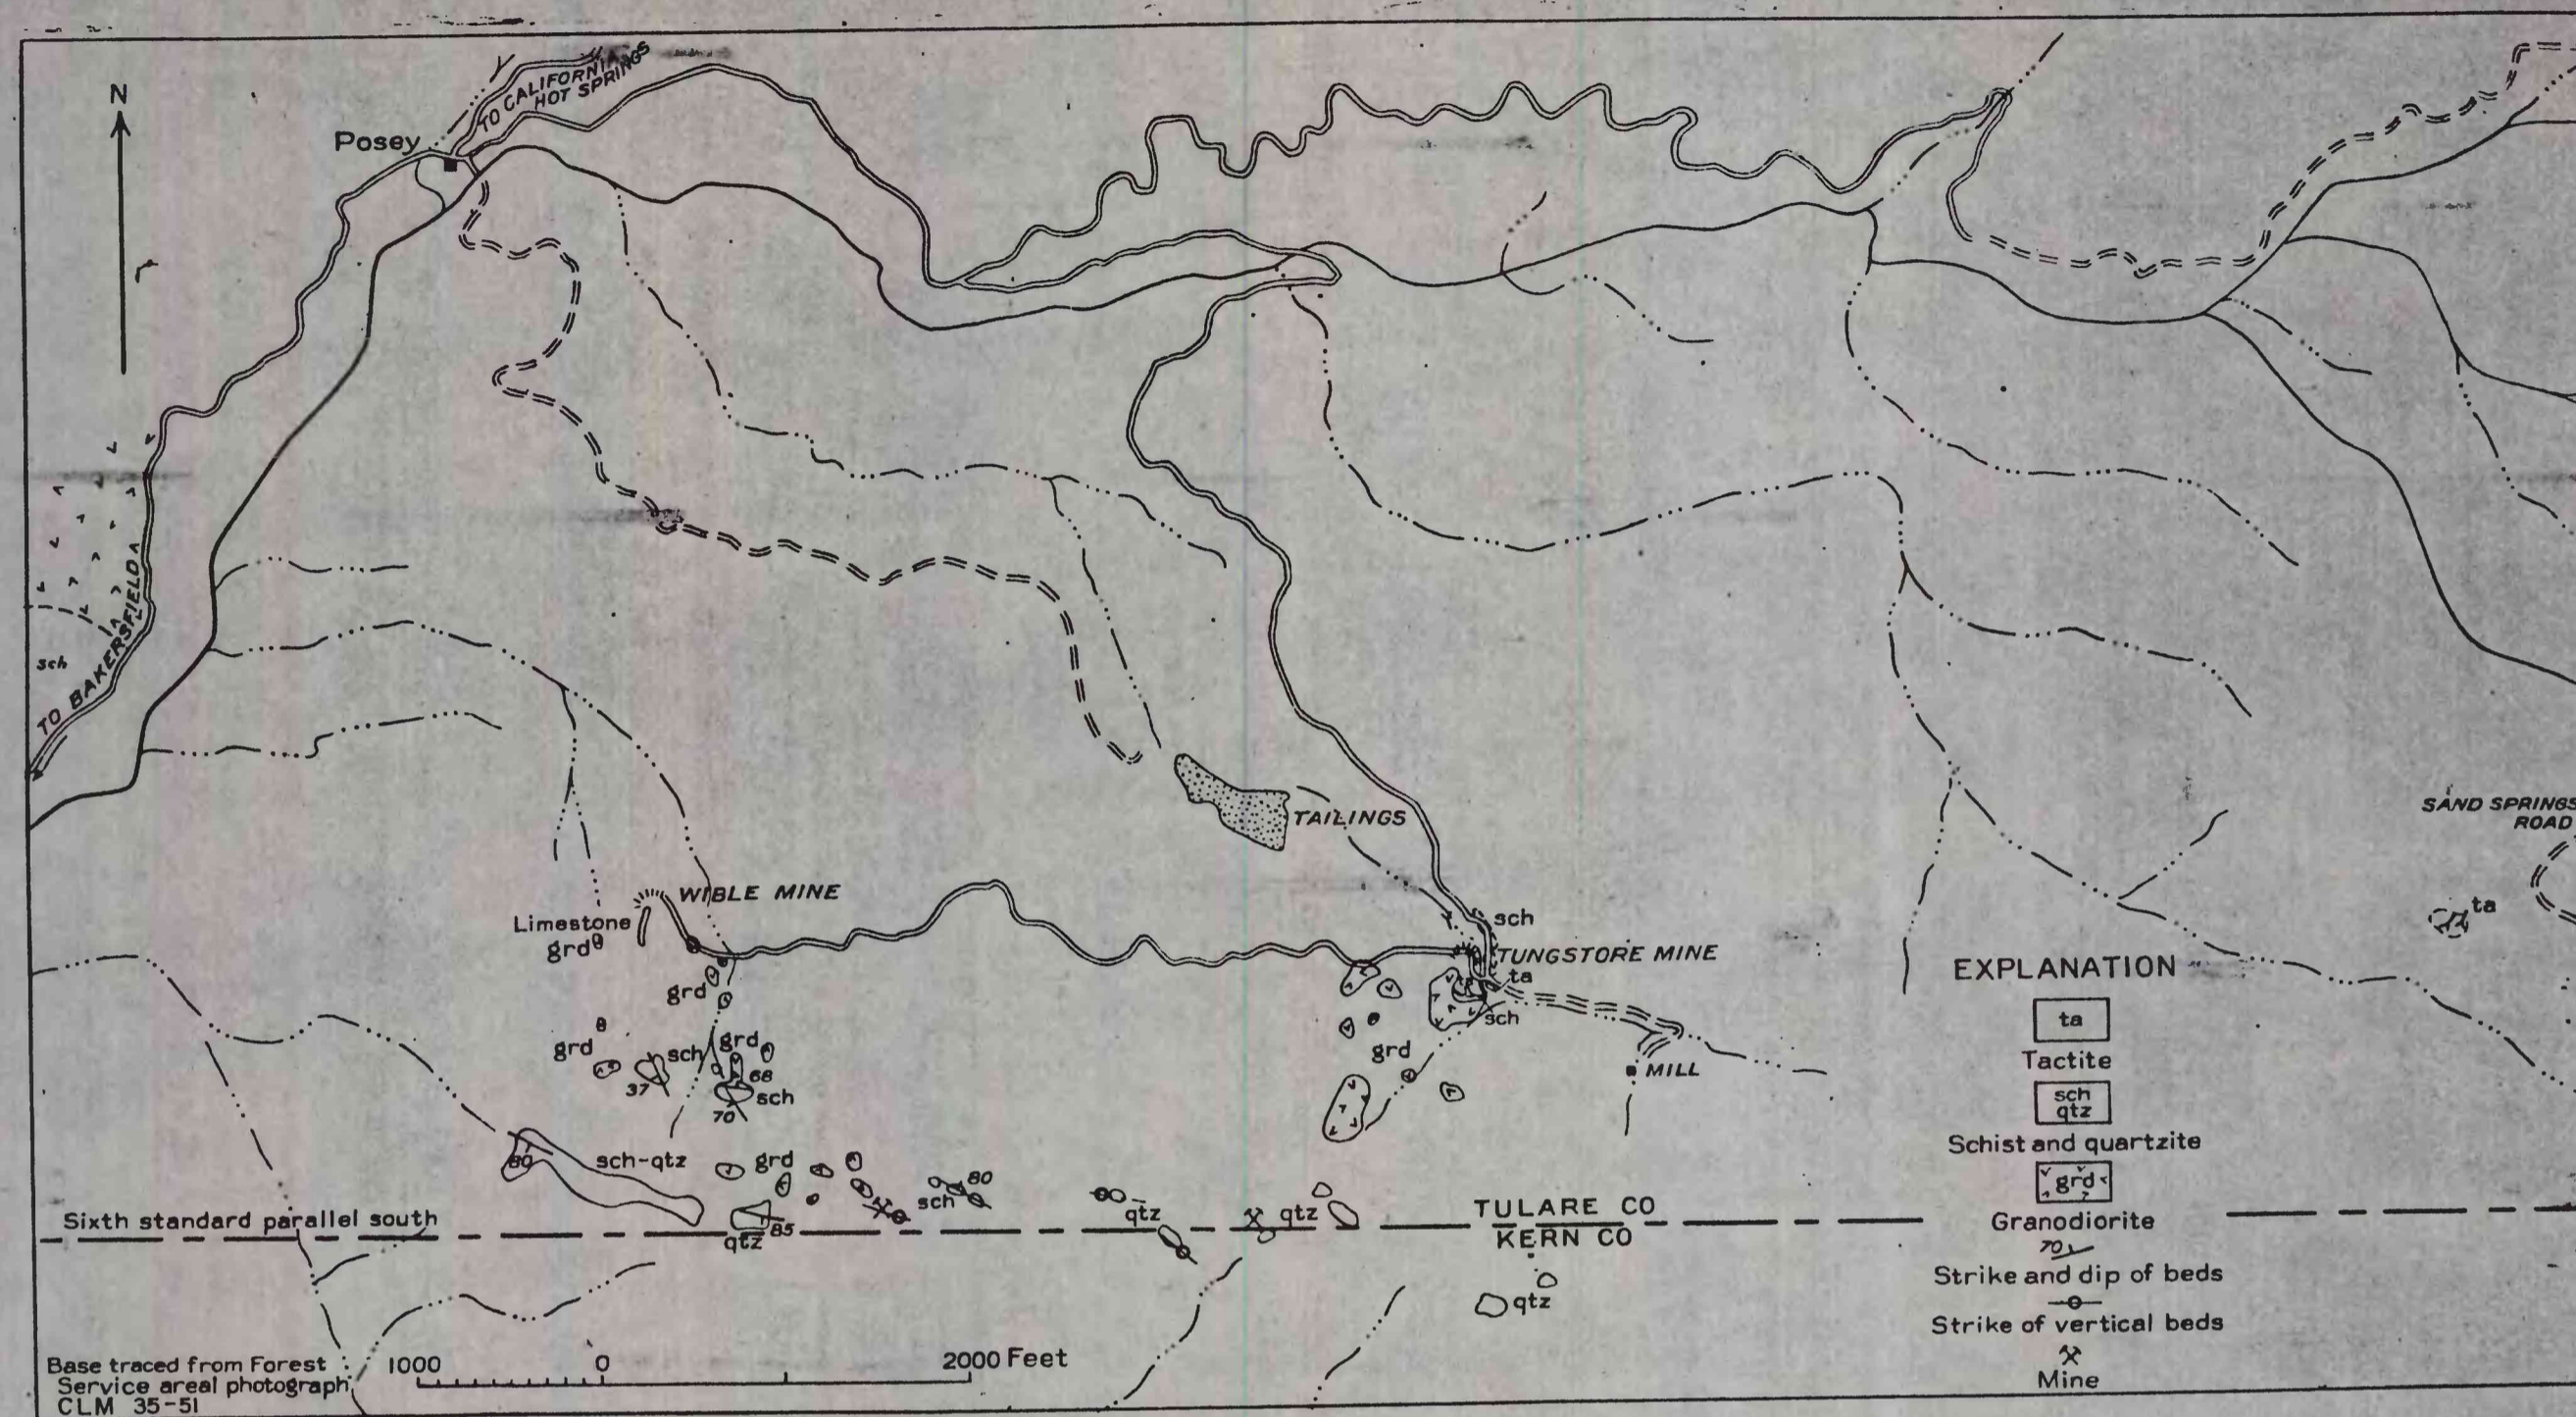 N
TO CALIFORNIA
HOT SPRINGS
Posey
TO BAKERSFIELD
sch
TAILINGS
SAND SPRINGS
ROAD
ta
WIBLE MINE
Limestone
grd
grd
grd
sch
grd
37
68
70
sch
sch
TUNGSTORE MINE
ta
sch
grd
MILL
80
sch-qtz
grd
sch
80
qtz
85
qtz
qtz
qtz
Sixth standard parallel south
TULARE CO
KERN CO
EXPLANATION
ta
Tactite
sch
qtz
Schist and quartzite
grd
Granodiorite
70
Strike and dip of beds
Strike of vertical beds
Mine
Base traced from Forest
Service areal photograph
CLM 35-51
1000 0 2000 Feet